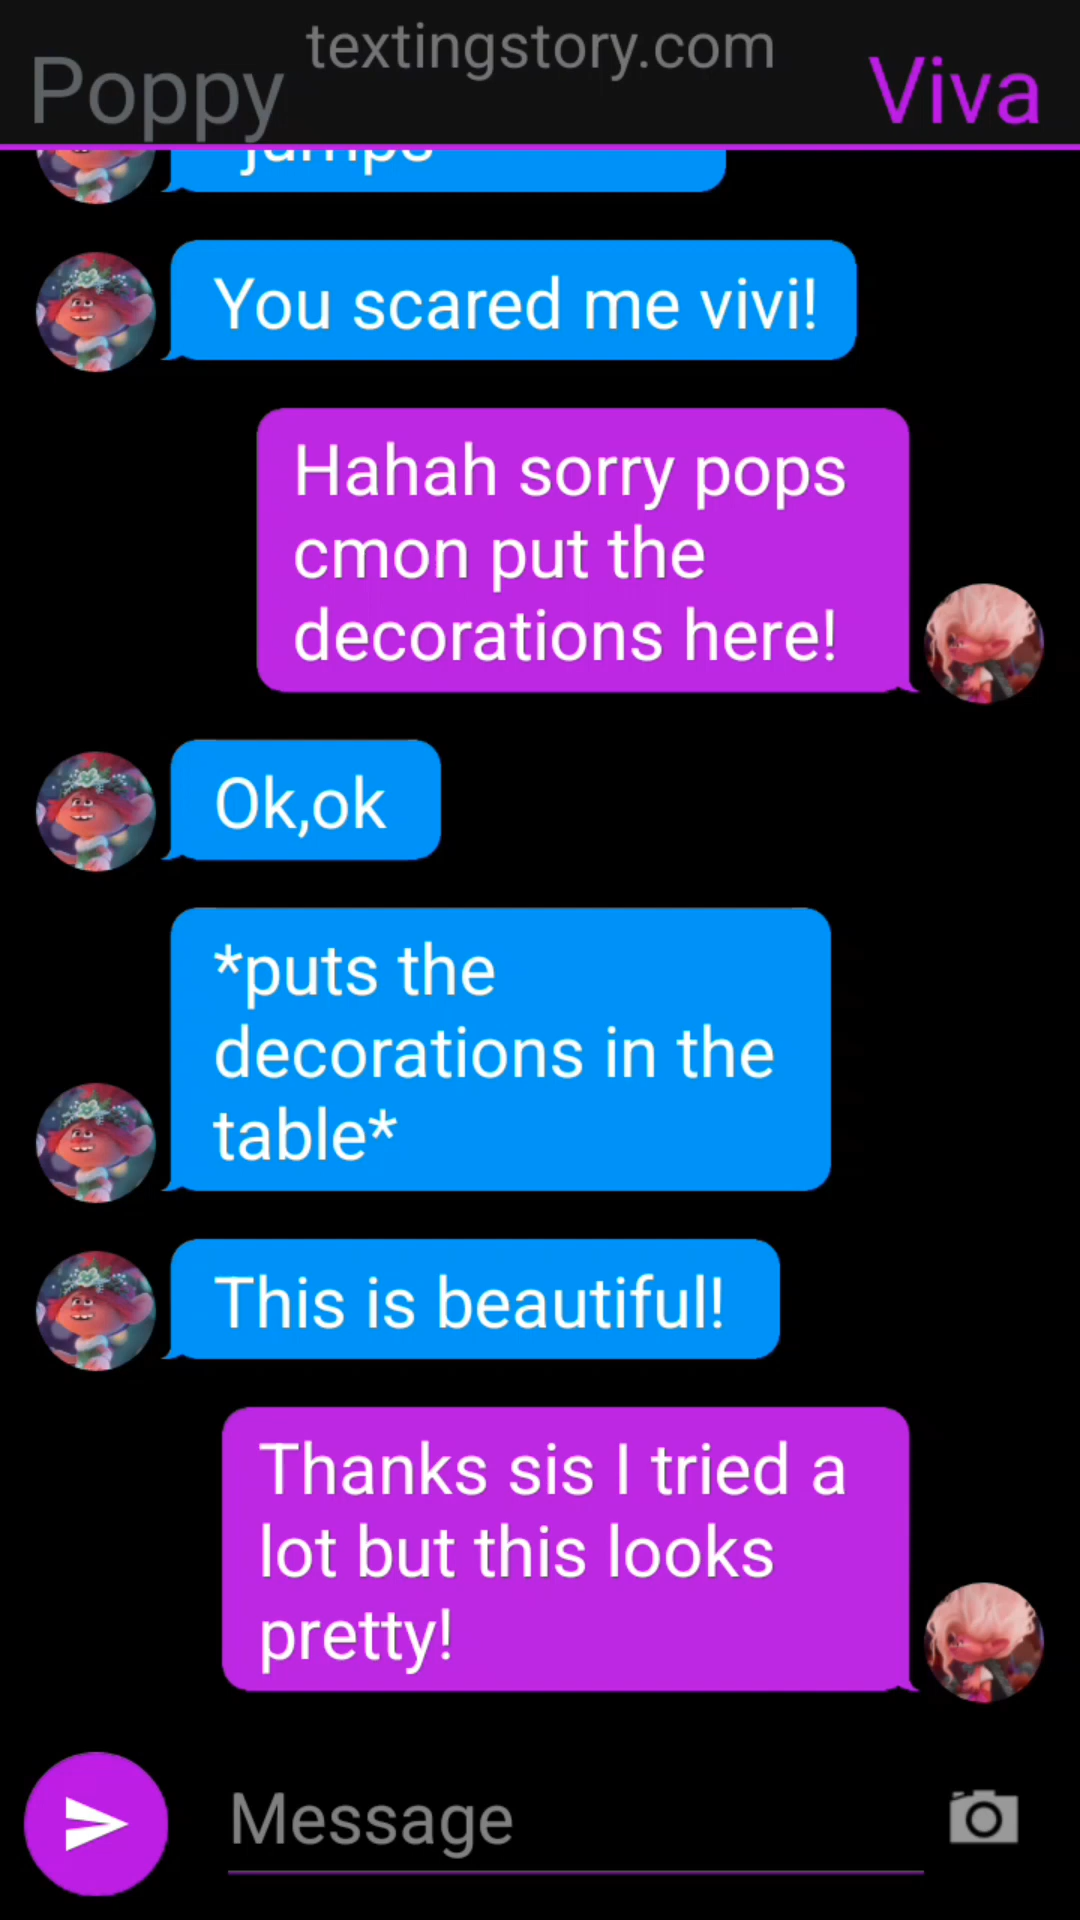 textingstory.com
Poppy
Viva
jumps
You scared me vivi!
Hahah sorry pops
cmon put the
decorations here!
Ok,ok
*puts the
decorations in the
table*
This is beautiful!
Thanks sis I tried a
lot but this looks
pretty!
Message